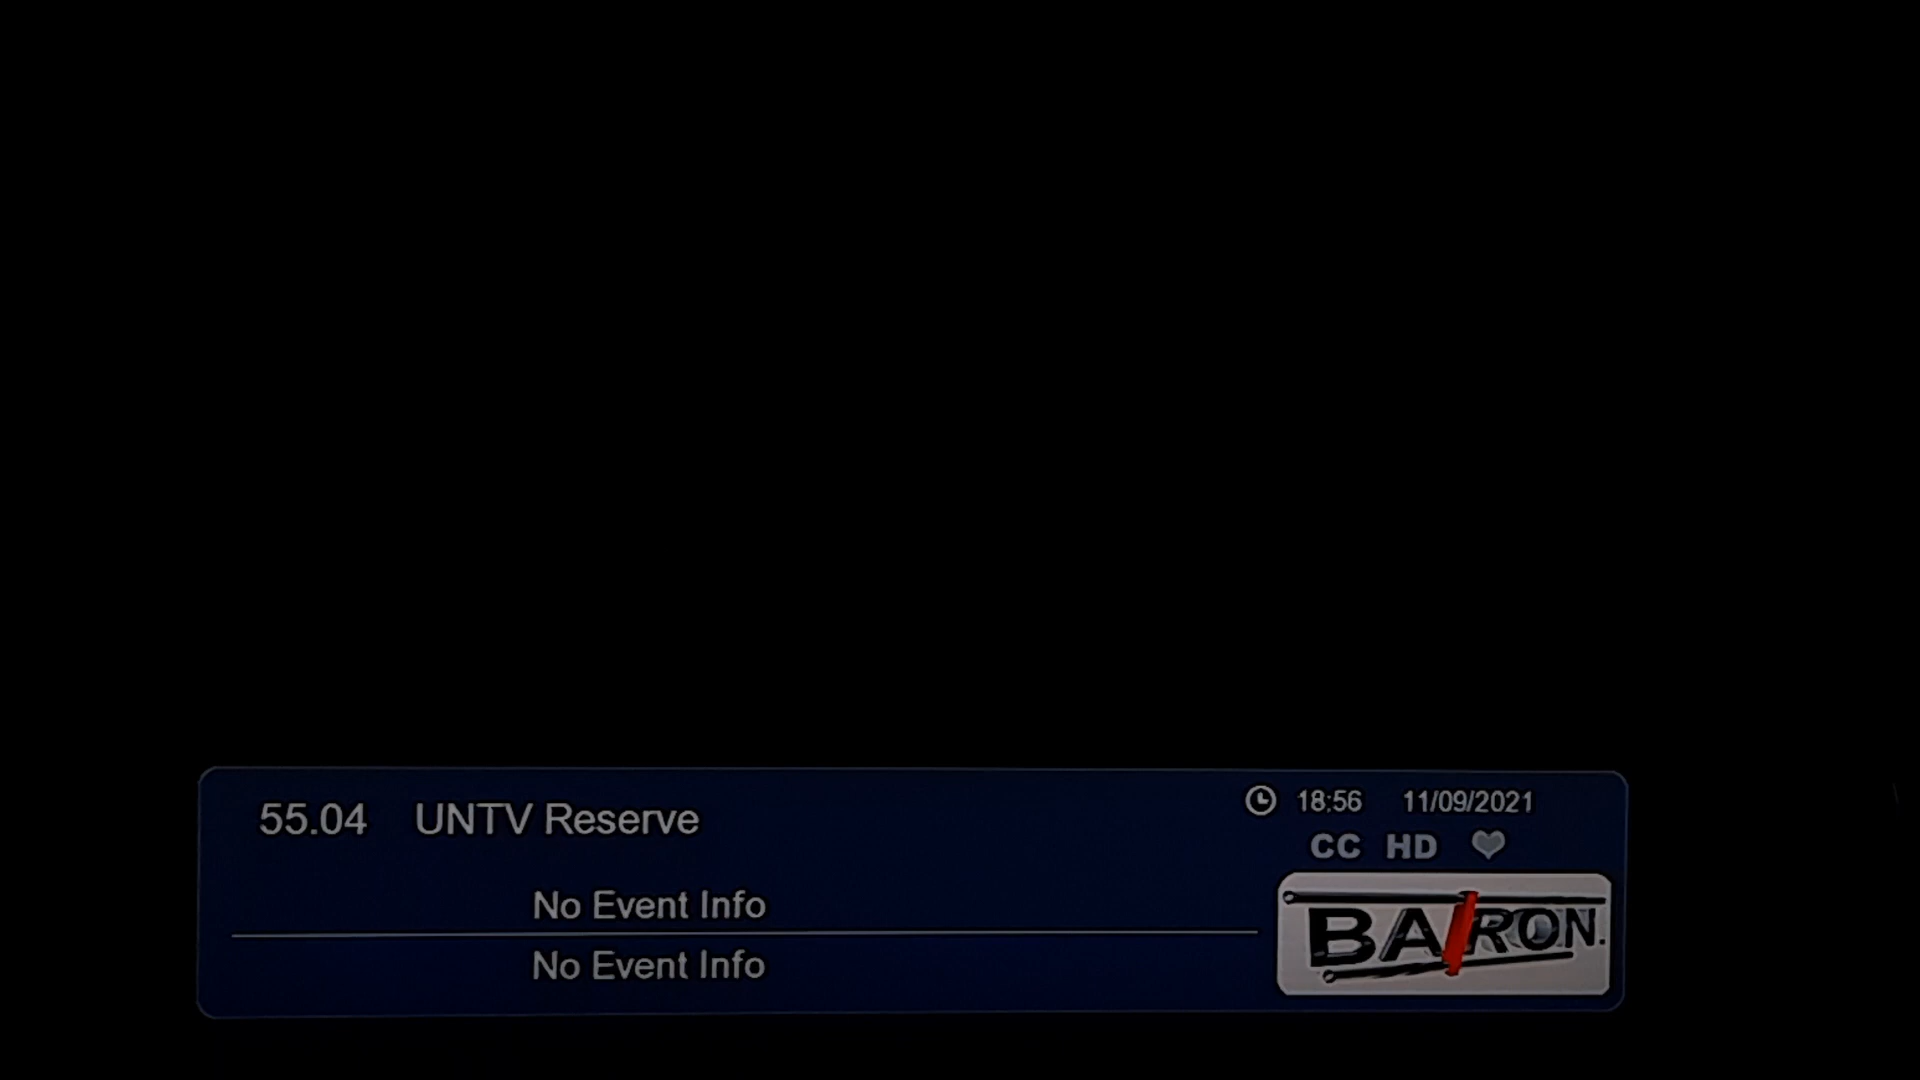 55.04 UNTV Reserve
18:56 11/09/2021
CC HD
No Event Info
No Event Info
BARON.